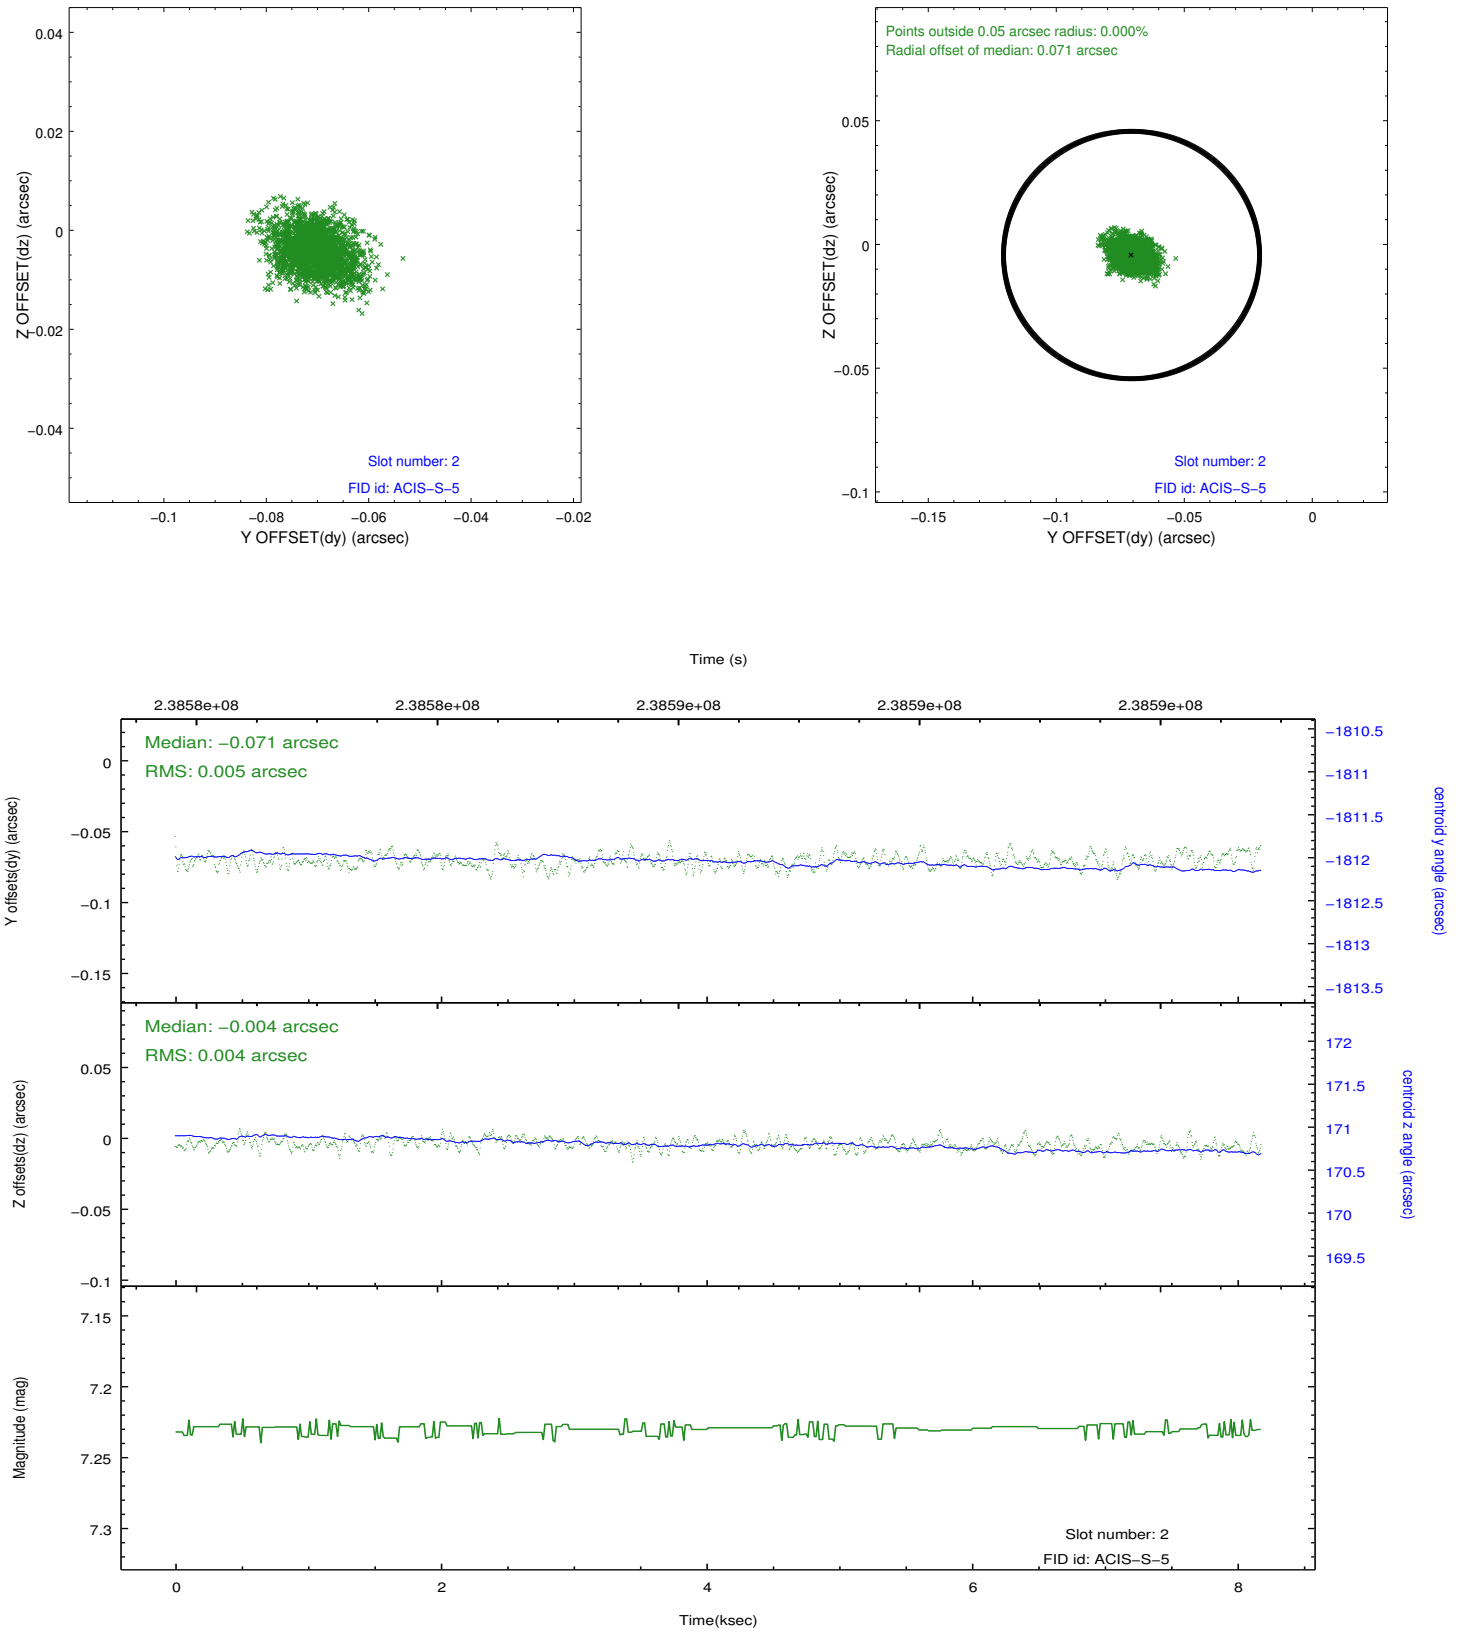 0.04
0.02
0
−0.02
−0.04
Z OFFSET(dz) (arcsec)
Slot number: 2
FID id: ACIS−S−5
−0.1
−0.08
−0.06
−0.04
−0.02
Y OFFSET(dy) (arcsec)
Points outside 0.05 arcsec radius: 0.000%
Radial offset of median: 0.071 arcsec
0.05
0
−0.05
−0.1
Z OFFSET(dz) (arcsec)
Slot number: 2
FID id: ACIS−S−5
−0.15
−0.1
−0.05
0
Y OFFSET(dy) (arcsec)
Time (s)
2.3858e+08
2.3858e+08
2.3859e+08
2.3859e+08
2.3859e+08
Median: −0.071 arcsec
RMS: 0.005 arcsec
0
−0.05
−0.1
−0.15
Y offsets(dy) (arcsec)
−1810.5
−1811
−1811.5
−1812
−1812.5
−1813
−1813.5
centroid y angle (arcsec)
Median: −0.004 arcsec
RMS: 0.004 arcsec
0.05
0
−0.05
−0.1
Z offsets(dz) (arcsec)
172
171.5
171
170.5
170
169.5
centroid z angle (arcsec)
7.15
7.2
7.25
7.3
Magnitude (mag)
Slot number: 2
FID id: ACIS−S−5
0
2
4
6
8
Time(ksec)